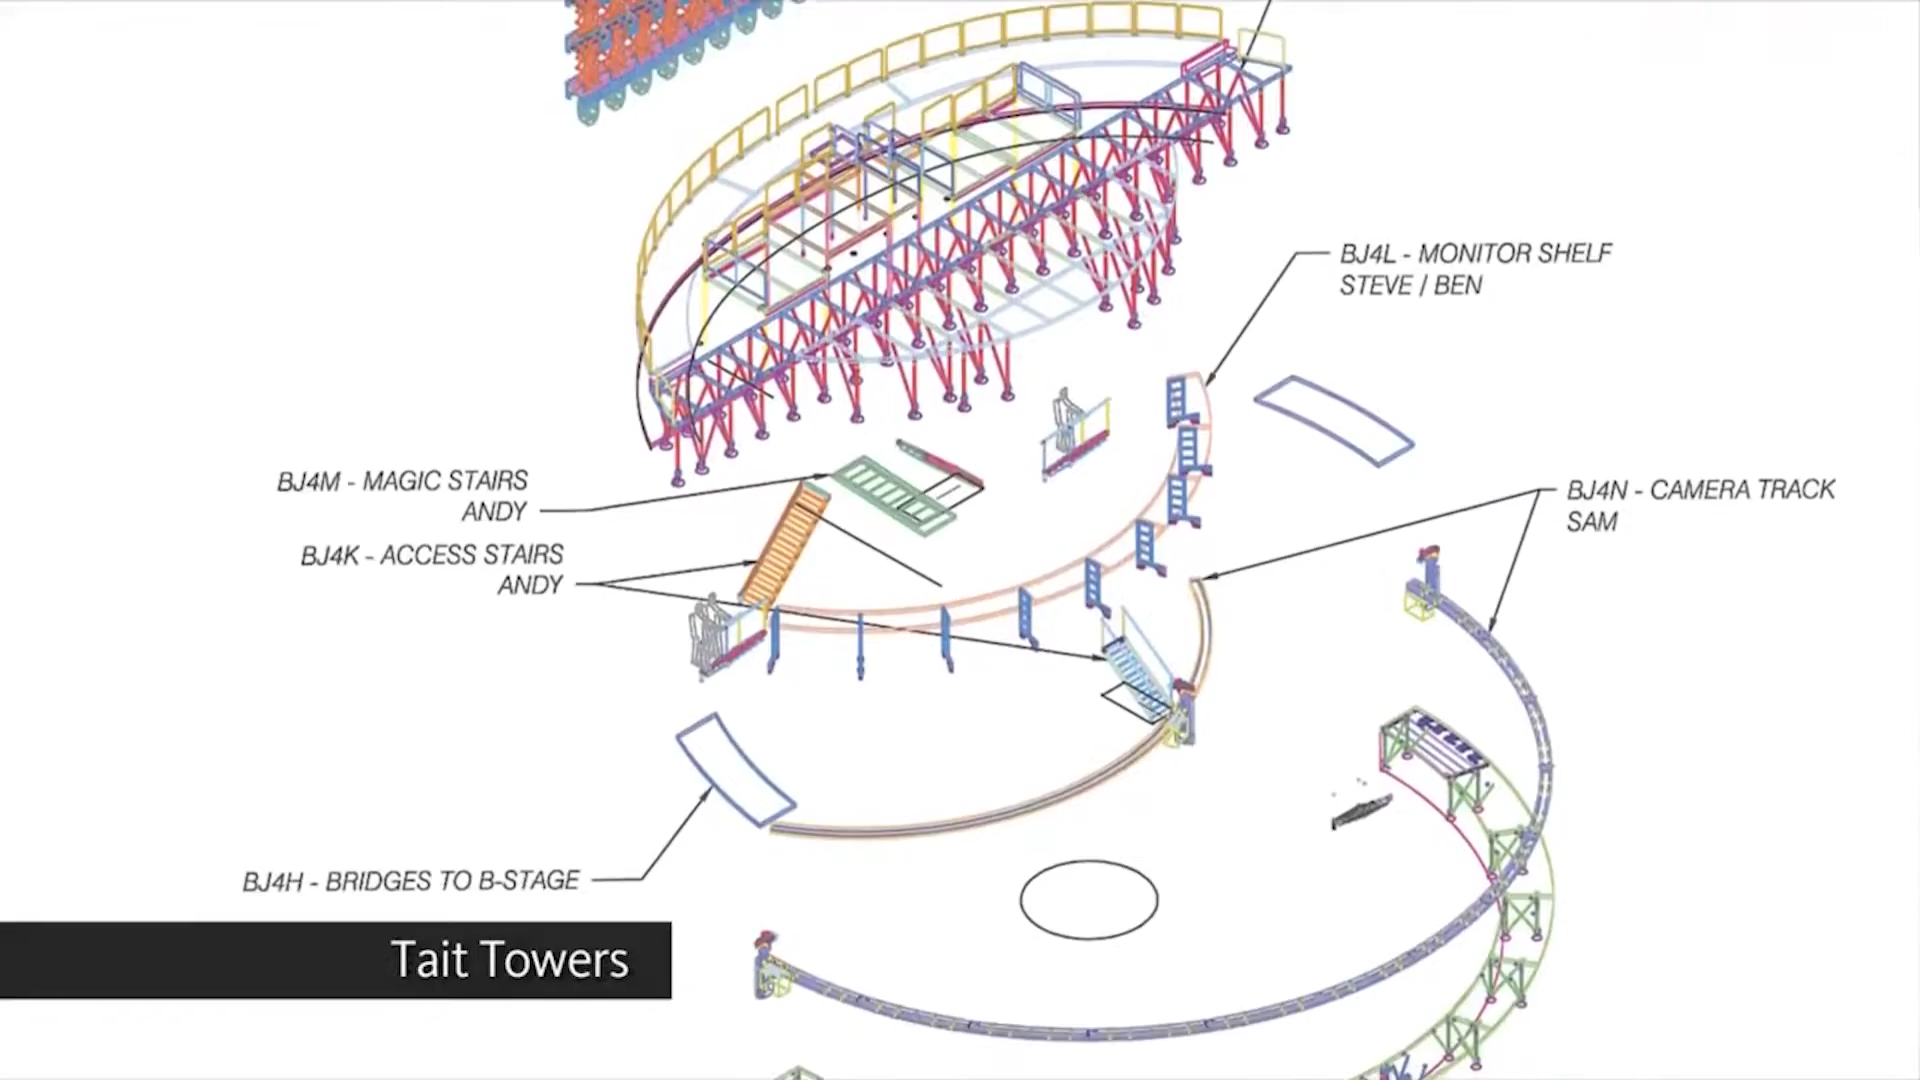 BJ4L - MONITOR SHELF
STEVE / BEN
BJ4M - MAGIC STAIRS
ANDY
BJ4N - CAMERA TRACK
SAM
BJ4K - ACCESS STAIRS
ANDY
BJ4H - BRIDGES TO B-STAGE
Tait Towers